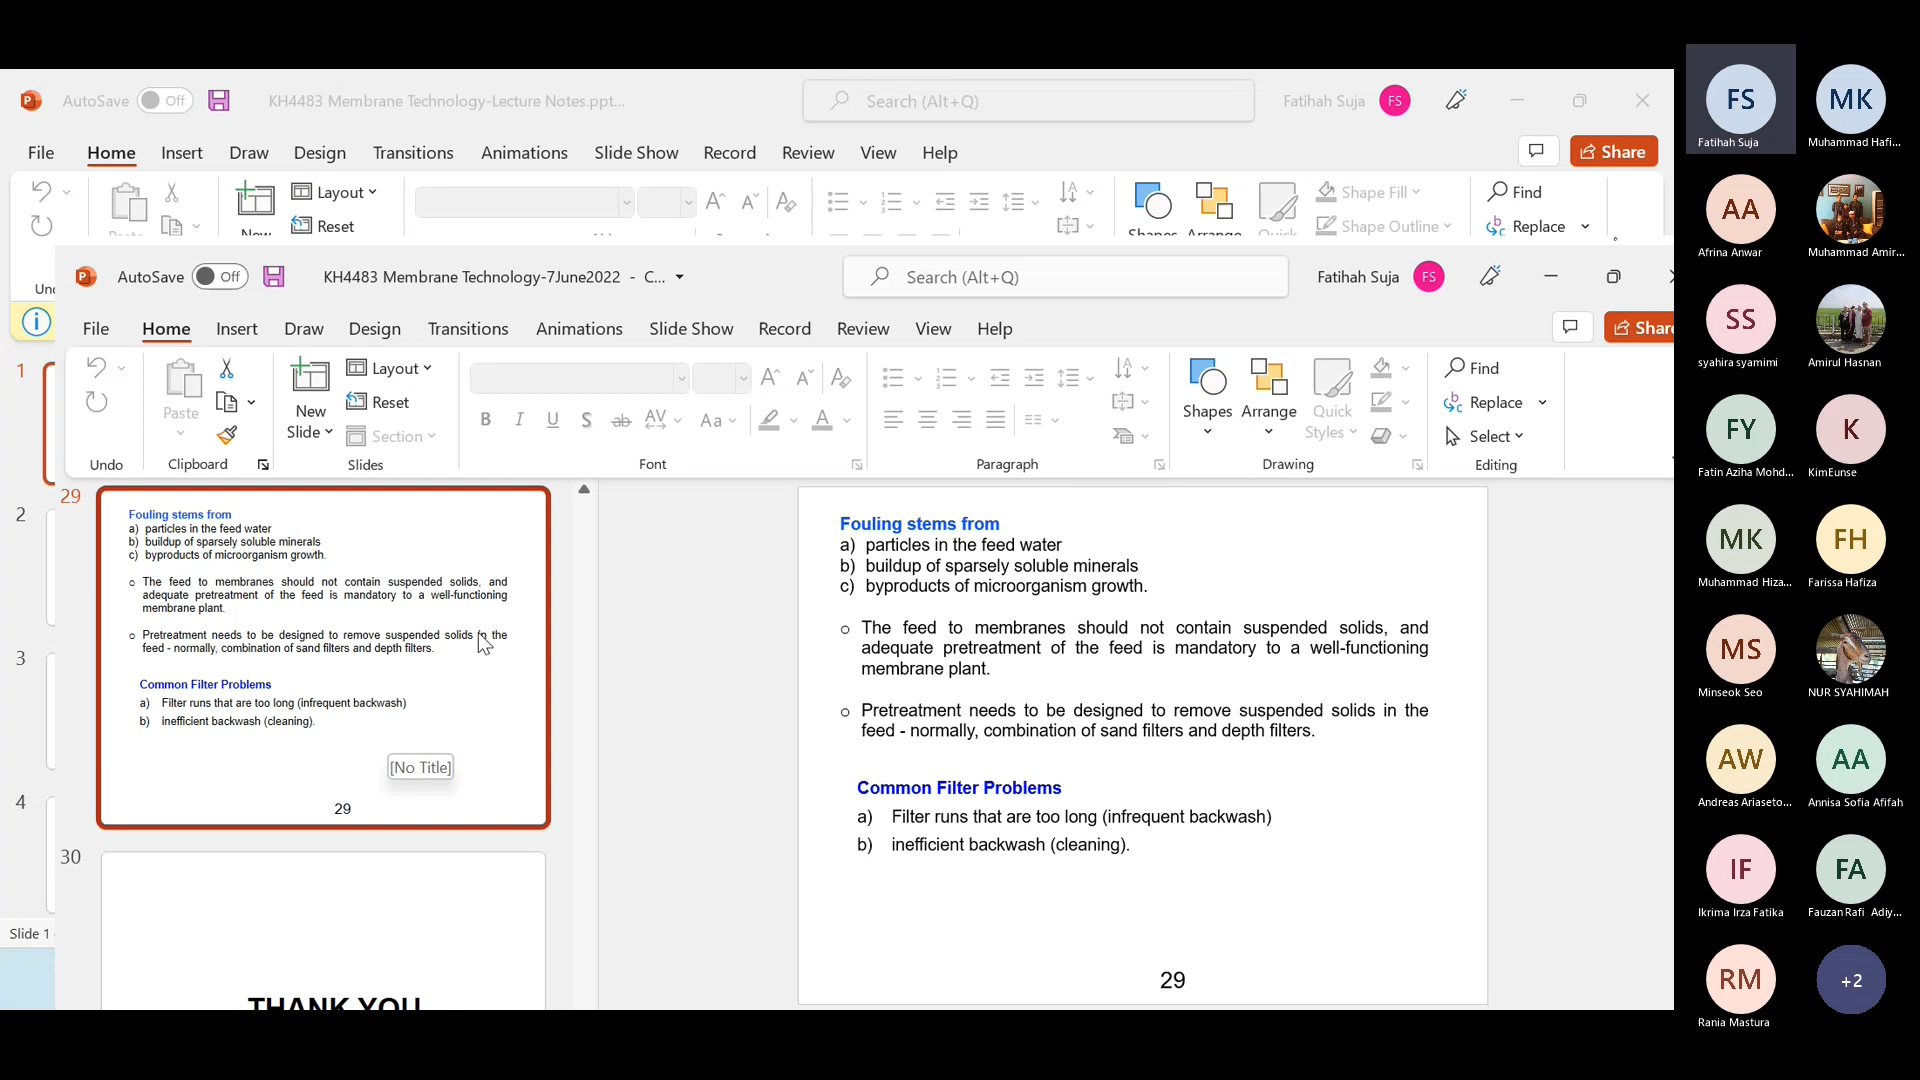 AutoSave Off KH4483 Membrane Technology-Lecture Notes.ppt... Search (Alt+Q) Fatihah Suja FS
File Home Insert Draw Design Transitions Animations Slide Show Record Review View Help Share
Layout Shape Fill Find
Reset Shape Outline Replace
AutoSave Off KH4483 Membrane Technology-7June2022 - C... Search (Alt+Q) Fatihah Suja FS
File Home Insert Draw Design Transitions Animations Slide Show Record Review View Help
Paste New Slide Layout Reset Section
Shapes Arrange Quick Styles Find Replace Select
Undo Clipboard Slides Font Paragraph Drawing Editing
1
2
3
4
Slide 1
29
Fouling stems from
a) particles in the feed water
b) buildup of sparsely soluble minerals
c) byproducts of microorganism growth.
o The feed to membranes should not contain suspended solids, and
adequate pretreatment of the feed is mandatory to a well-functioning
membrane plant.
o Pretreatment needs to be designed to remove suspended solids in the
feed - normally, combination of sand filters and depth filters.
Common Filter Problems
a) Filter runs that are too long (infrequent backwash)
b) inefficient backwash (cleaning).
[No Title]
29
30
THANK YOU
Fouling stems from
a) particles in the feed water
b) buildup of sparsely soluble minerals
c) byproducts of microorganism growth.
o The feed to membranes should not contain suspended solids, and
adequate pretreatment of the feed is mandatory to a well-functioning
membrane plant.
o Pretreatment needs to be designed to remove suspended solids in the
feed - normally, combination of sand filters and depth filters.
Common Filter Problems
a) Filter runs that are too long (infrequent backwash)
b) inefficient backwash (cleaning).
29
FS MK
Fatihah Suja Muhammad Hafi...
AA
Afrina Anwar Muhammad Amir...
SS
syahira syamimi Amirul Hasnan
FY K
Fatin Aziha Mohd... KimEunse
MK FH
Muhammad Hiza... Farissa Hafiza
MS
Minseok Seo NUR SYAHIMAH
AW AA
Andreas Ariaseto... Annisa Sofia Afifah
IF FA
Ikrima Irza Fatika Fauzan Rafi Adiy...
RM +2
Rania Mastura